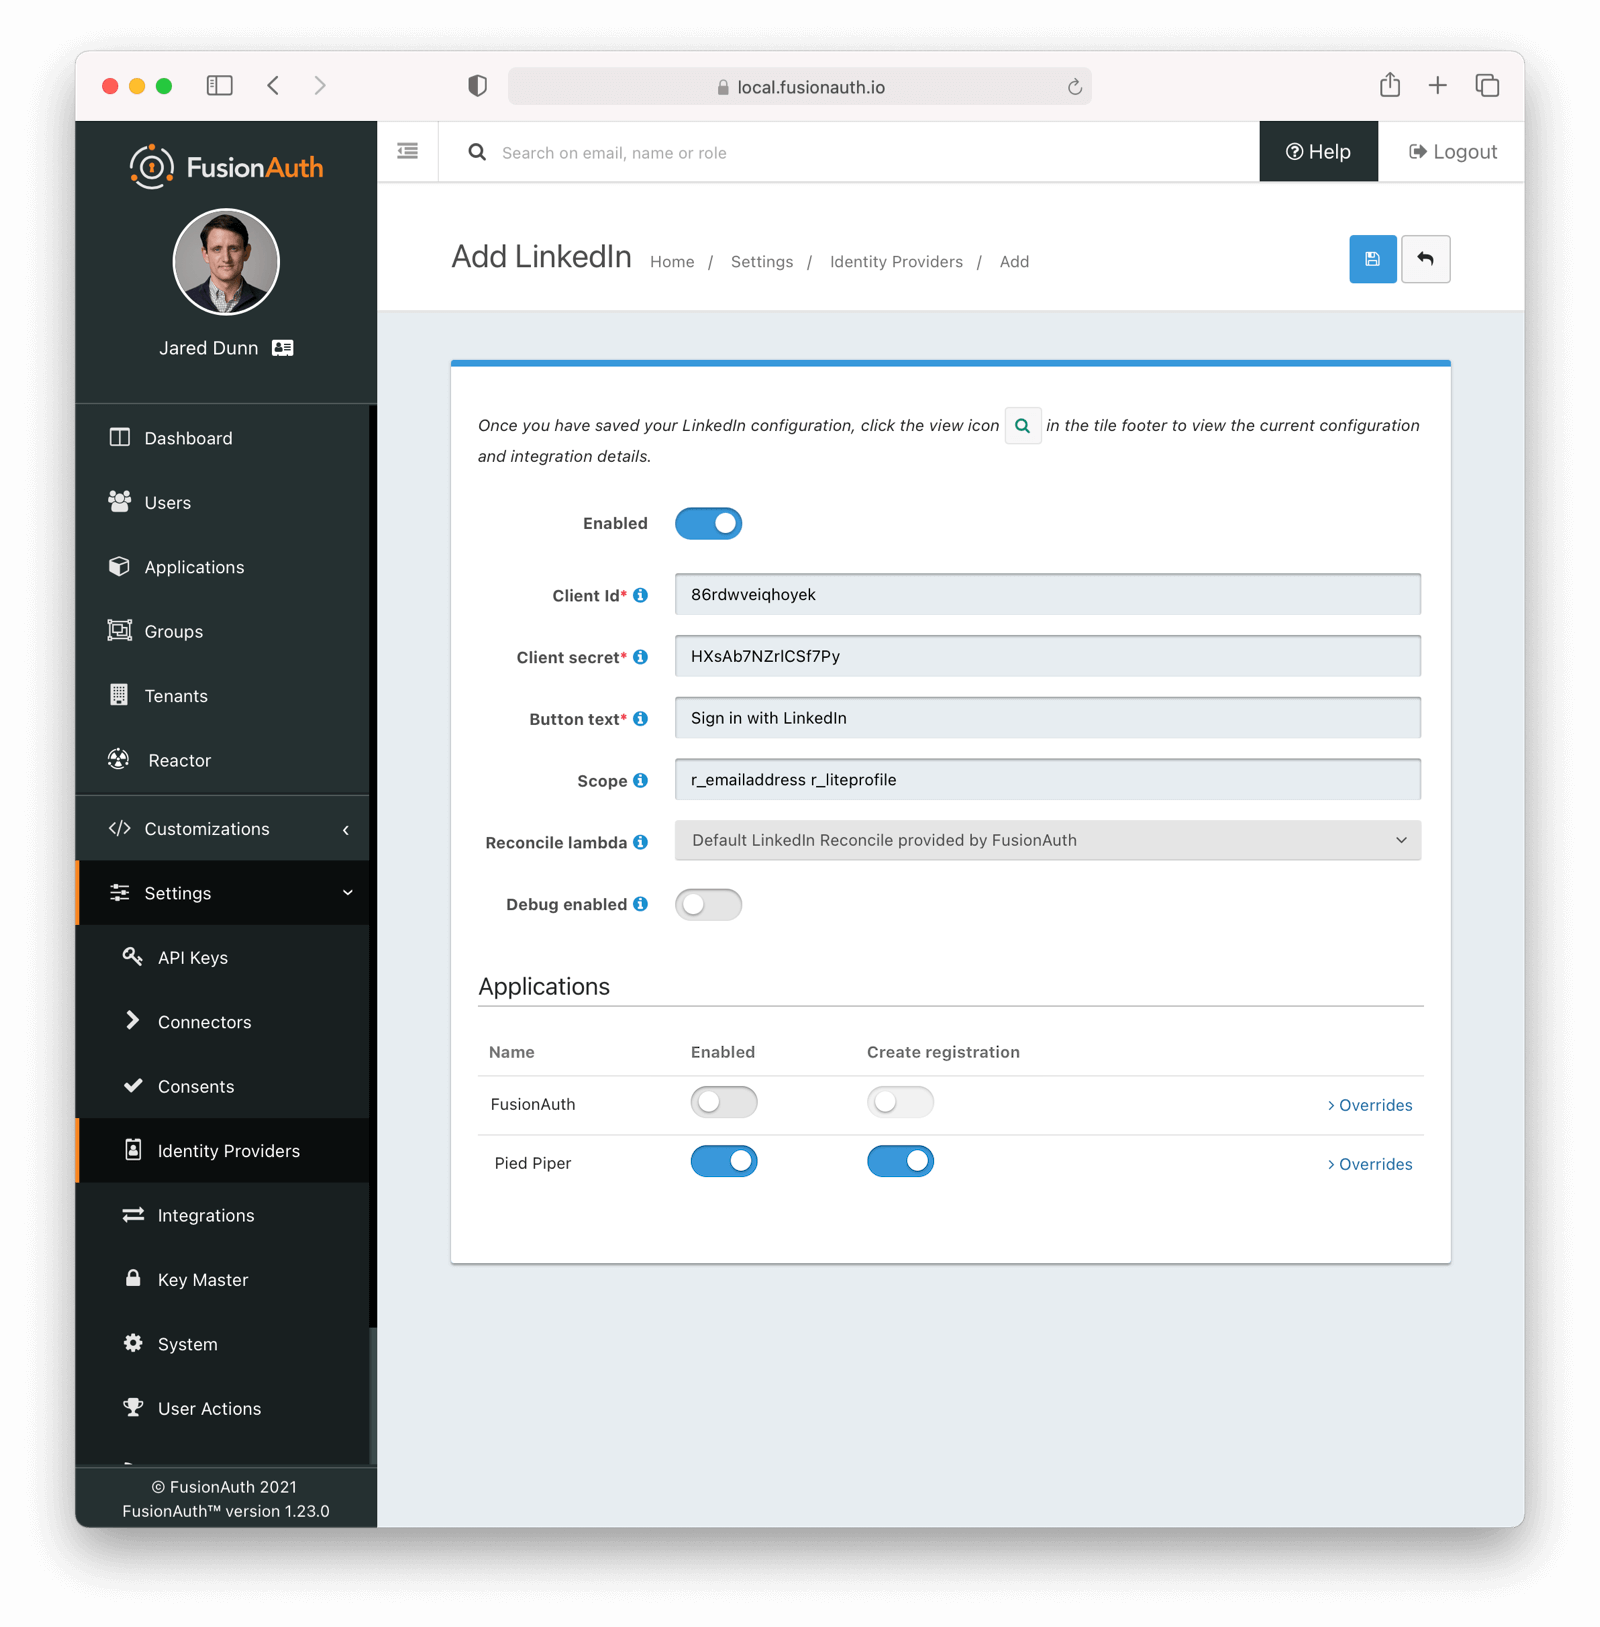 local.fusionauth.io
FusionAuth
Search on email, name or role
Help
Logout
Jared Dunn
Add LinkedIn
Home / Settings / Identity Providers / Add
Dashboard
Users
Applications
Groups
Tenants
Reactor
Customizations
Settings
API Keys
Connectors
Consents
Identity Providers
Integrations
Key Master
System
User Actions
© FusionAuth 2021
FusionAuth™ version 1.23.0
Once you have saved your LinkedIn configuration, click the view icon in the tile footer to view the current configuration
and integration details.
Enabled
Client Id* 86rdwveiqhoyek
Client secret* HXsAb7NZrlCSf7Py
Button text* Sign in with LinkedIn
Scope r_emailaddress r_liteprofile
Reconcile lambda Default LinkedIn Reconcile provided by FusionAuth
Debug enabled
Applications
Name Enabled Create registration
FusionAuth Overrides
Pied Piper Overrides